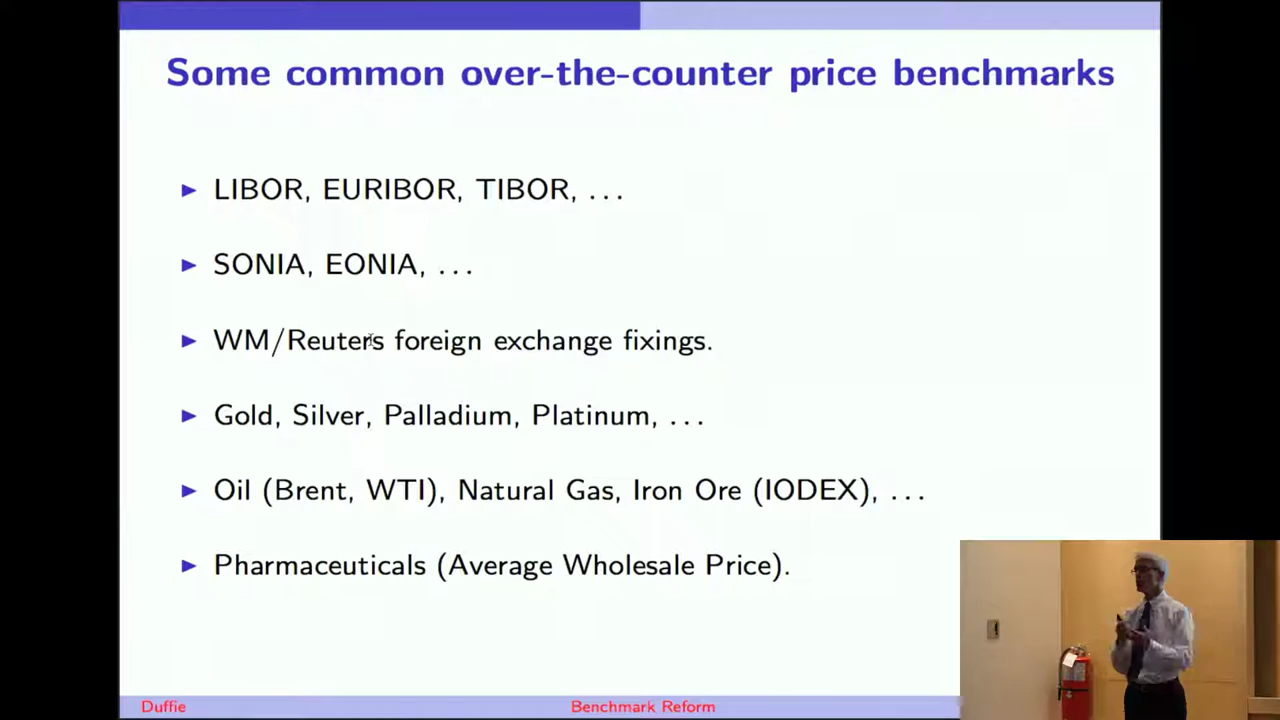 Some common over-the-counter price benchmarks
LIBOR, EURIBOR, TIBOR, ...
SONIA, EONIA, ...
WM/Reuters foreign exchange fixings.
Gold, Silver, Palladium, Platinum, ...
Oil (Brent, WTI), Natural Gas, Iron Ore (IODEX), ...
Pharmaceuticals (Average Wholesale Price).
Duffie
Benchmark Reform